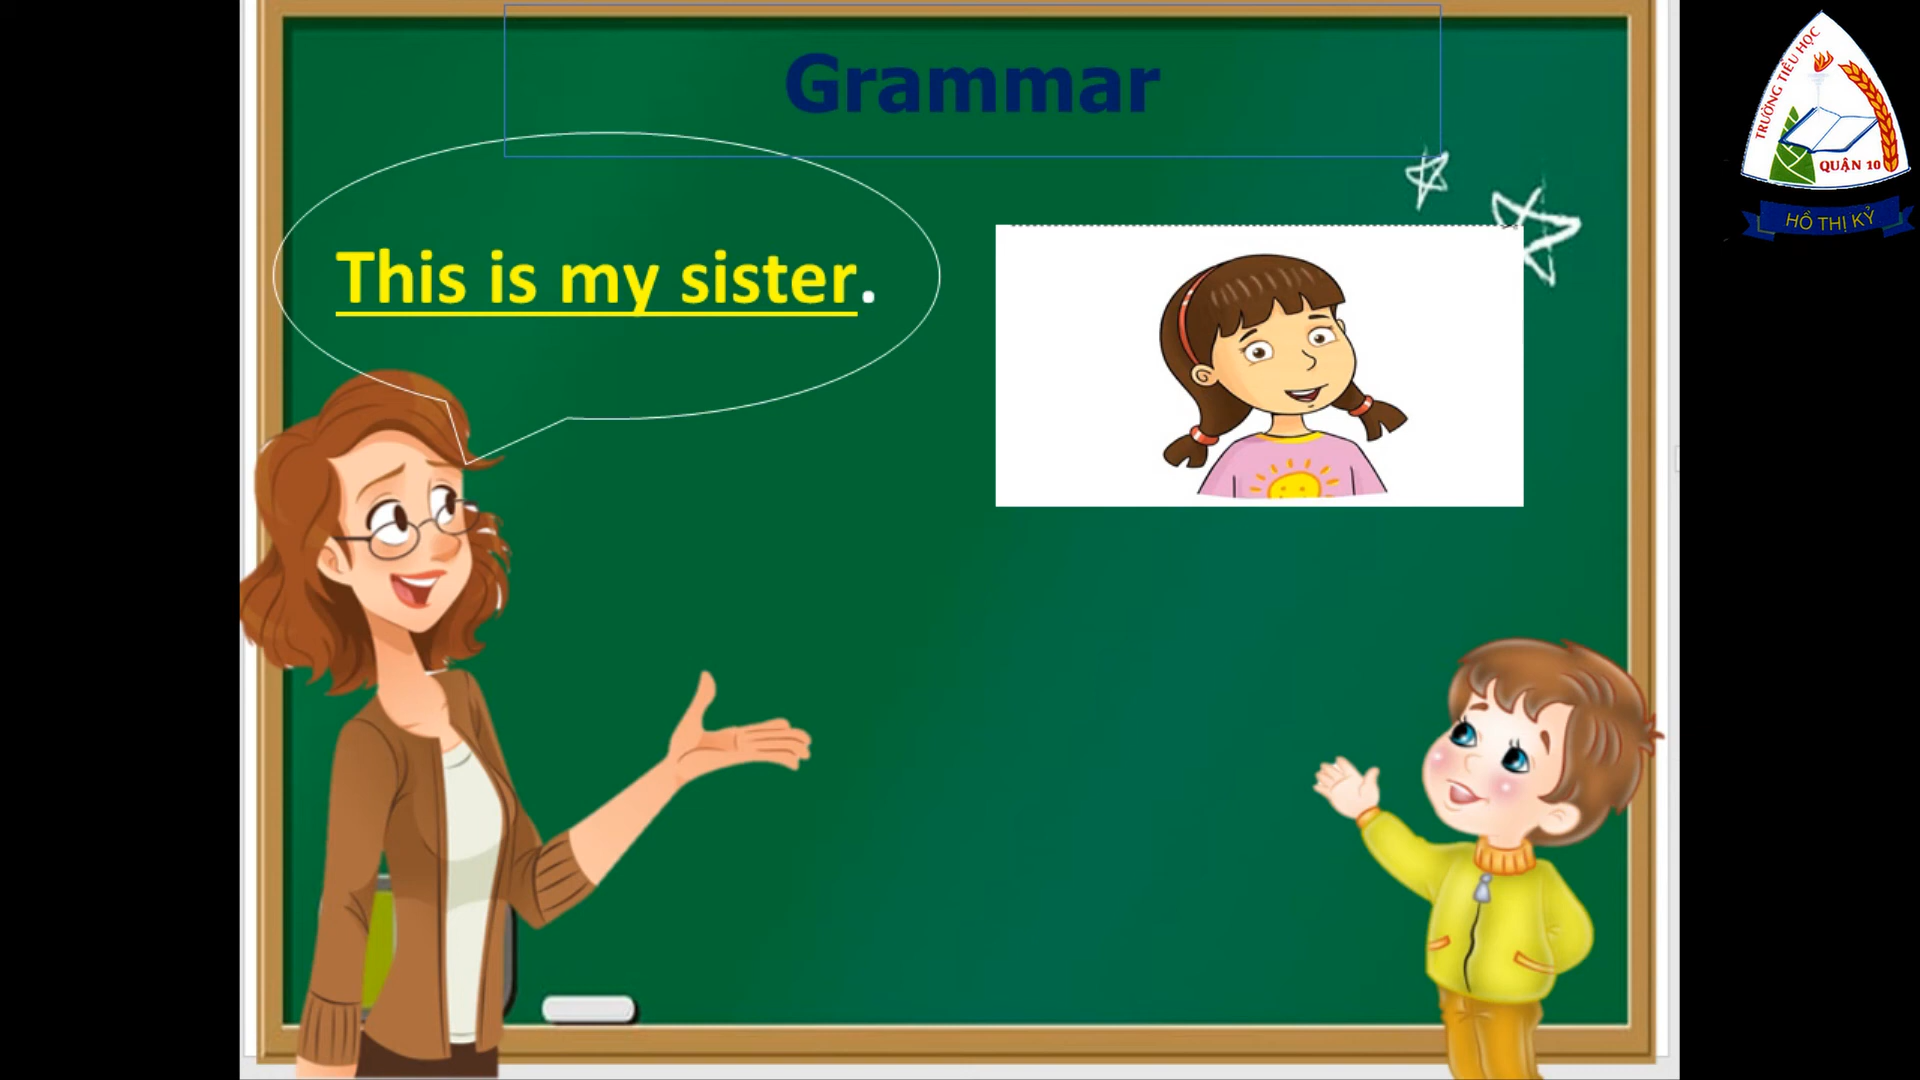 Grammar
This is my sister.
TRƯỜNG TIỂU HỌC
QUẬN 10
HỒ THỊ KỶ